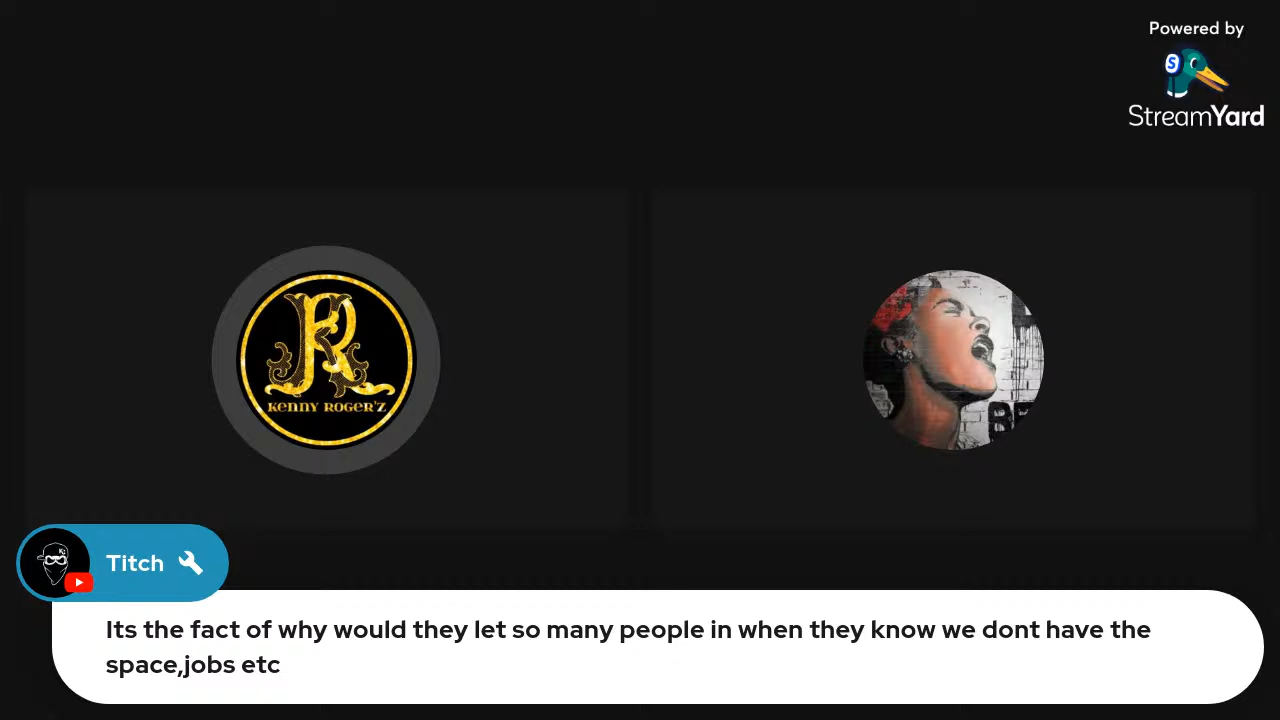 Powered by
S
StreamYard
R
KENNY ROGER'Z
BE
Titch
Its the fact of why would they let so many people in when they know we dont have the
space,jobs etc